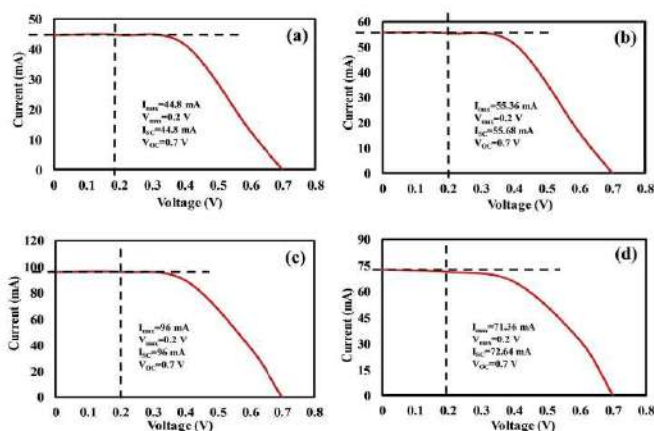 (a)
50
40
30
20
10
0
Current (mA)
Imax=44.8 mA
Vmax=0.2 V
ISC=44.8 mA
VOC=0.7 V
0 0.1 0.2 0.3 0.4 0.5 0.6 0.7 0.8
Voltage (V)
(b)
60
50
40
30
20
10
0
Current (mA)
Imax=55.36 mA
Vmax=0.2 V
ISC=55.68 mA
VOC=0.7 V
0 0.1 0.2 0.3 0.4 0.5 0.6 0.7 0.8
Voltage (V)
(c)
120
100
80
60
40
20
0
Current (mA)
Imax=96 mA
Vmax=0.2 V
ISC=96 mA
VOC=0.7 V
0 0.1 0.2 0.3 0.4 0.5 0.6 0.7 0.8
Voltage (V)
(d)
90
75
60
45
30
15
0
Current (mA)
Imax=71.36 mA
Vmax=0.2 V
ISC=72.64 mA
VOC=0.7 V
0 0.1 0.2 0.3 0.4 0.5 0.6 0.7 0.8
Voltage (V)